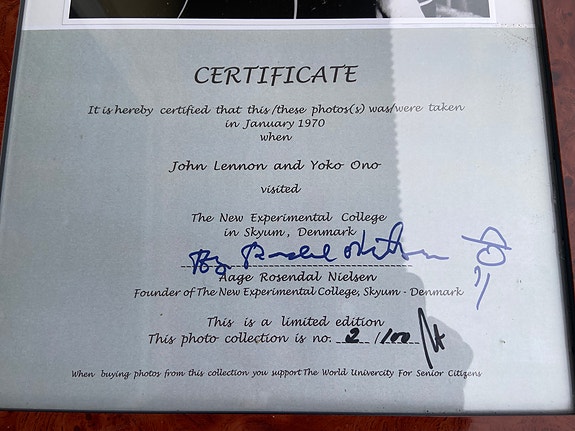 CERTIFICATE
It is hereby certified that this/these photos(s) was/were taken
in January 1970
when
John Lennon and Yoko Ono
visited
The New Experimental College
in Skyum, Denmark
Aage Rosendal Nielsen
Founder of The New Experimental College, Skyum - Denmark
This is a limited edition
This photo collection is no. 2 /100
When buying photos from this collection you support The World Univercity For Senior Citizens